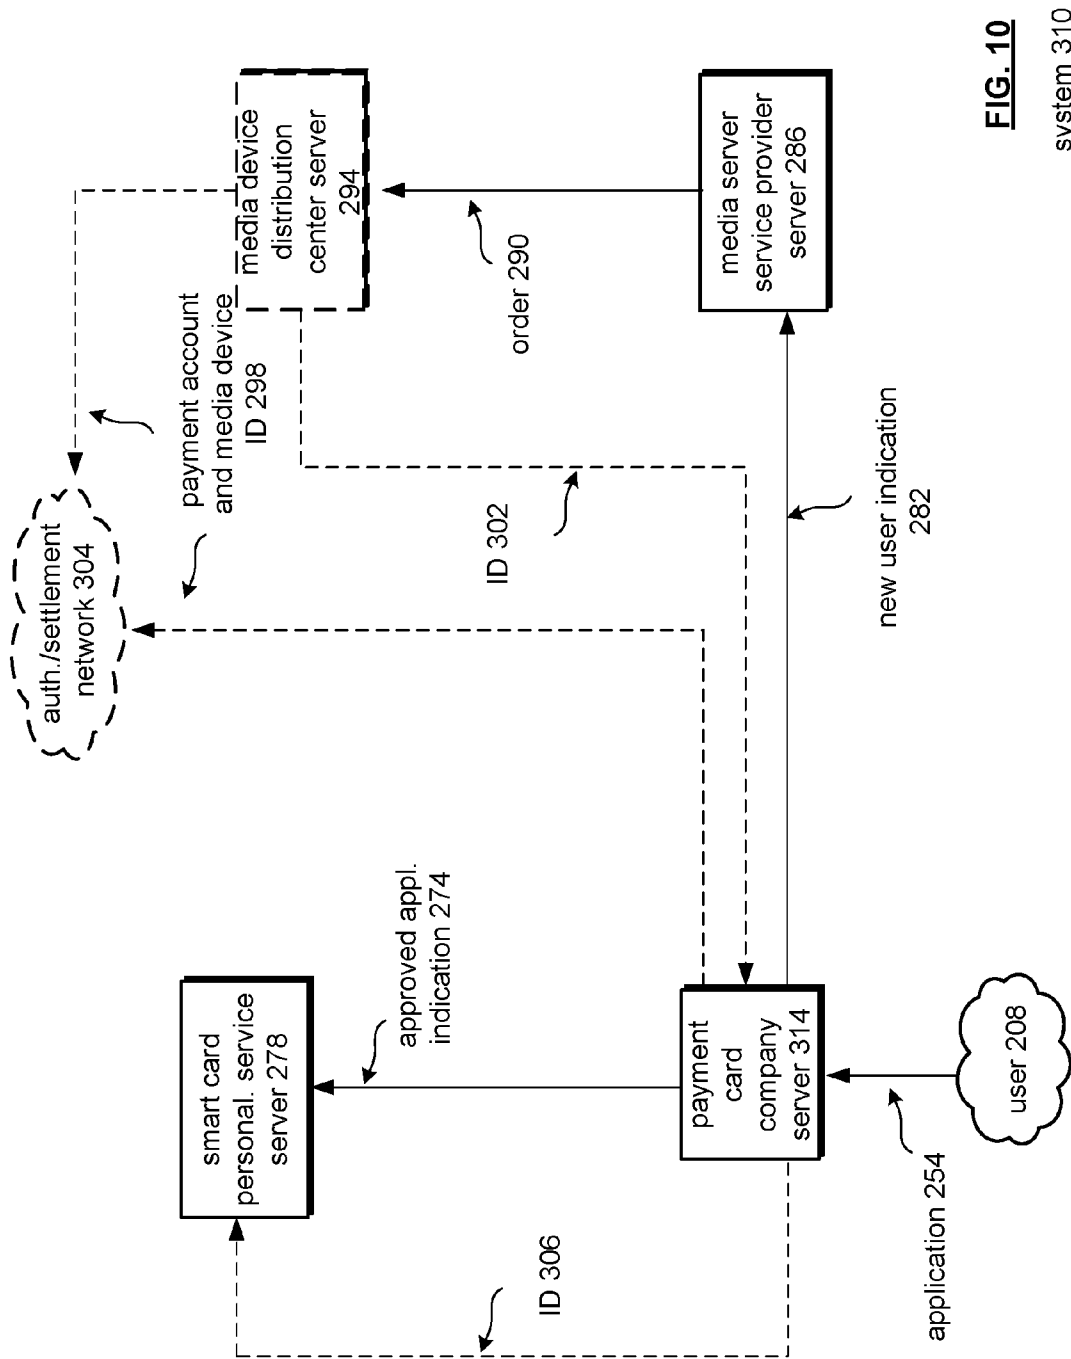 auth./settlement
network 304
payment account
and media device
ID 298
media device
distribution
center server
294
smart card
personal. service
server 278
approved appl.
indication 274
ID 302
order 290
ID 306
payment
card
company
server 314
new user indication
282
media server
service provider
server 286
application 254
user 208
FIG. 10
system 310